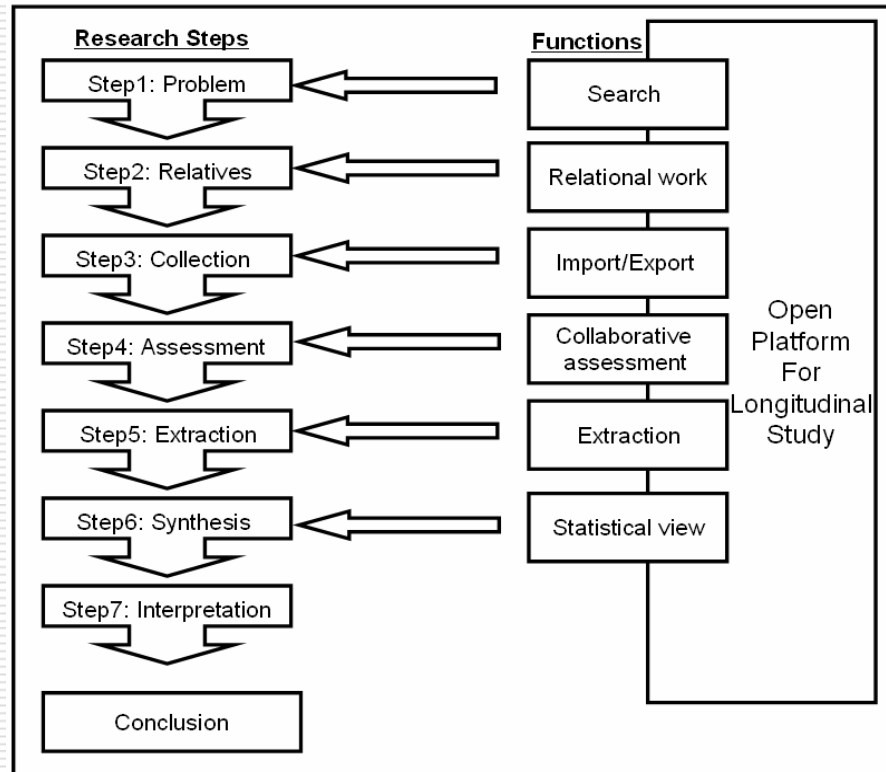 Research Steps
Step1: Problem
Step2: Relatives
Step3: Collection
Step4: Assessment
Step5: Extraction
Step6: Synthesis
Step7: Interpretation
Conclusion
Functions
Search
Relational work
Import/Export
Collaborative
assessment
Extraction
Statistical view
Open
Platform
For
Longitudinal
Study